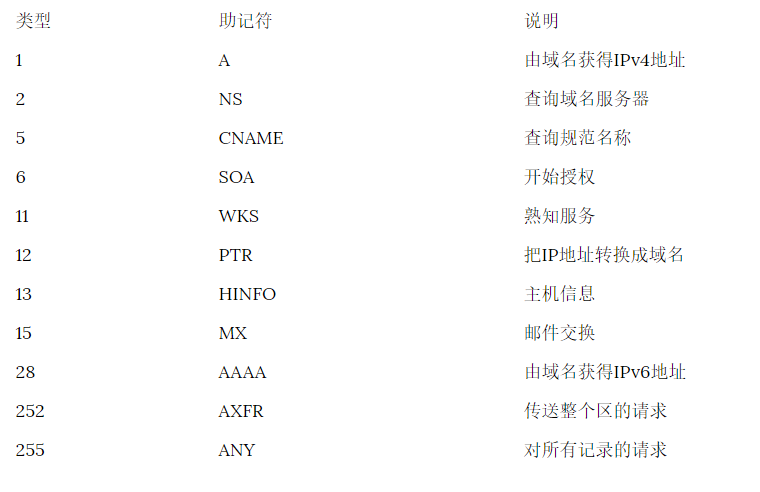 类型 助记符 说明
1 A 由域名获得IPv4地址
2 NS 查询域名服务器
5 CNAME 查询规范名称
6 SOA 开始授权
11 WKS 熟知服务
12 PTR 把IP地址转换成域名
13 HINFO 主机信息
15 MX 邮件交换
28 AAAA 由域名获得IPv6地址
252 AXFR 传送整个区的请求
255 ANY 对所有记录的请求